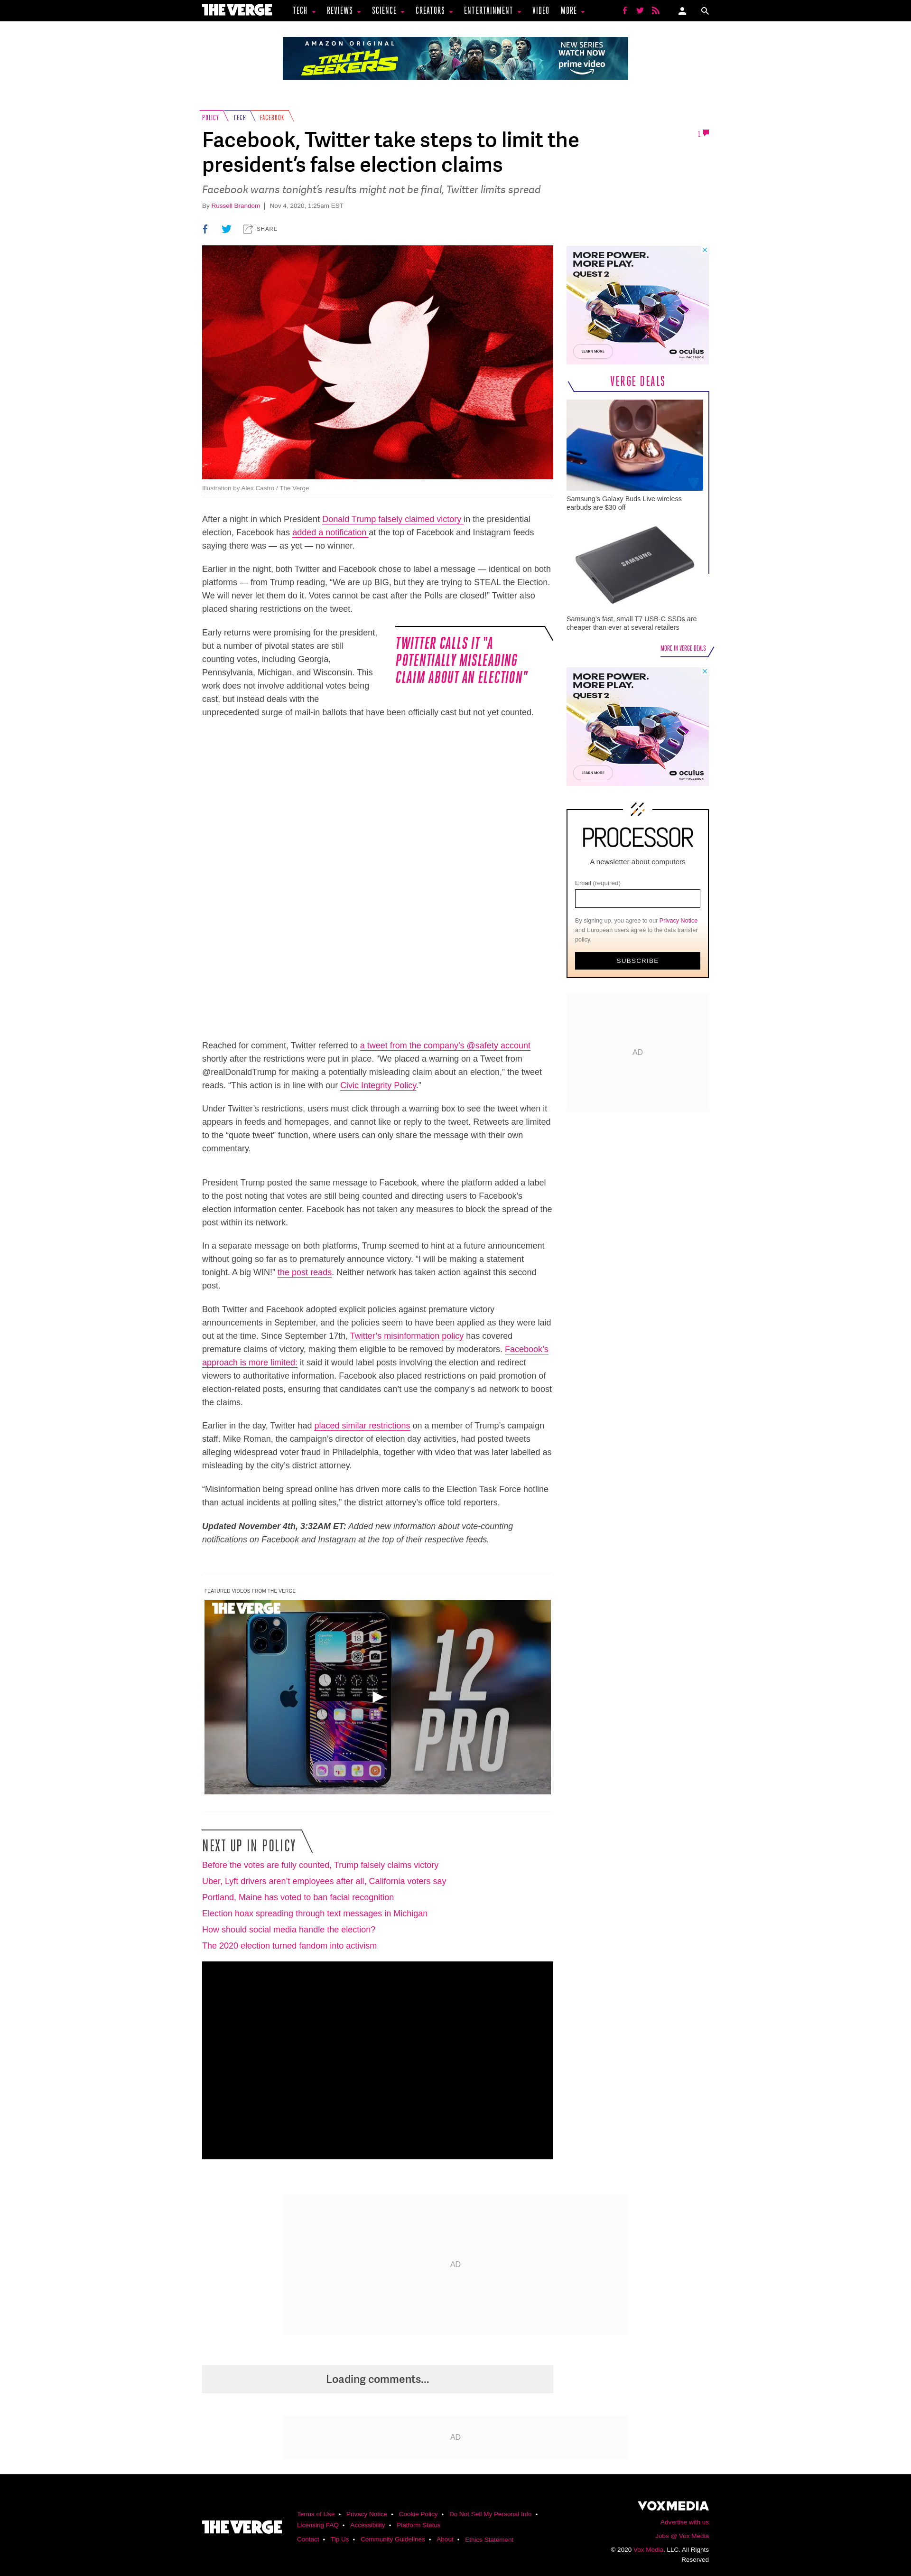 THE VERGE
TECH
REVIEWS
SCIENCE
CREATORS
ENTERTAINMENT
VIDEO
MORE
AMAZON ORIGINAL
TRUTH SEEKERS
NEW SERIES
WATCH NOW
prime video
POLICY
TECH
FACEBOOK
Facebook, Twitter take steps to limit the
president’s false election claims
1
Facebook warns tonight’s results might not be final, Twitter limits spread
By Russell Brandom | Nov 4, 2020, 1:25am EST
SHARE
Illustration by Alex Castro / The Verge
After a night in which President Donald Trump falsely claimed victory in the presidential
election, Facebook has added a notification at the top of Facebook and Instagram feeds
saying there was — as yet — no winner.
Earlier in the night, both Twitter and Facebook chose to label a message — identical on both
platforms — from Trump reading, “We are up BIG, but they are trying to STEAL the Election.
We will never let them do it. Votes cannot be cast after the Polls are closed!” Twitter also
placed sharing restrictions on the tweet.
Early returns were promising for the president,
but a number of pivotal states are still
counting votes, including Georgia,
Pennsylvania, Michigan, and Wisconsin. This
work does not involve additional votes being
cast, but instead deals with the
unprecedented surge of mail-in ballots that have been officially cast but not yet counted.
TWITTER CALLS IT "A
POTENTIALLY MISLEADING
CLAIM ABOUT AN ELECTION"
Reached for comment, Twitter referred to a tweet from the company’s @safety account
shortly after the restrictions were put in place. “We placed a warning on a Tweet from
@realDonaldTrump for making a potentially misleading claim about an election,” the tweet
reads. “This action is in line with our Civic Integrity Policy.”
Under Twitter’s restrictions, users must click through a warning box to see the tweet when it
appears in feeds and homepages, and cannot like or reply to the tweet. Retweets are limited
to the “quote tweet” function, where users can only share the message with their own
commentary.
President Trump posted the same message to Facebook, where the platform added a label
to the post noting that votes are still being counted and directing users to Facebook’s
election information center. Facebook has not taken any measures to block the spread of the
post within its network.
In a separate message on both platforms, Trump seemed to hint at a future announcement
without going so far as to prematurely announce victory. “I will be making a statement
tonight. A big WIN!” the post reads. Neither network has taken action against this second
post.
Both Twitter and Facebook adopted explicit policies against premature victory
announcements in September, and the policies seem to have been applied as they were laid
out at the time. Since September 17th, Twitter’s misinformation policy has covered
premature claims of victory, making them eligible to be removed by moderators. Facebook’s
approach is more limited: it said it would label posts involving the election and redirect
viewers to authoritative information. Facebook also placed restrictions on paid promotion of
election-related posts, ensuring that candidates can’t use the company’s ad network to boost
the claims.
Earlier in the day, Twitter had placed similar restrictions on a member of Trump’s campaign
staff. Mike Roman, the campaign’s director of election day activities, had posted tweets
alleging widespread voter fraud in Philadelphia, together with video that was later labelled as
misleading by the city’s district attorney.
“Misinformation being spread online has driven more calls to the Election Task Force hotline
than actual incidents at polling sites,” the district attorney’s office told reporters.
Updated November 4th, 3:32AM ET: Added new information about vote-counting
notifications on Facebook and Instagram at the top of their respective feeds.
FEATURED VIDEOS FROM THE VERGE
THE VERGE
12
PRO
NEXT UP IN POLICY
Before the votes are fully counted, Trump falsely claims victory
Uber, Lyft drivers aren’t employees after all, California voters say
Portland, Maine has voted to ban facial recognition
Election hoax spreading through text messages in Michigan
How should social media handle the election?
The 2020 election turned fandom into activism
MORE POWER.
MORE PLAY.
QUEST 2
LEARN MORE
oculus
from FACEBOOK
VERGE DEALS
Samsung’s Galaxy Buds Live wireless
earbuds are $30 off
SAMSUNG
Samsung’s fast, small T7 USB-C SSDs are
cheaper than ever at several retailers
MORE IN VERGE DEALS
MORE POWER.
MORE PLAY.
QUEST 2
LEARN MORE
oculus
from FACEBOOK
PROCESSOR
A newsletter about computers
Email (required)
By signing up, you agree to our Privacy Notice
and European users agree to the data transfer
policy.
SUBSCRIBE
AD
AD
Loading comments...
AD
THE VERGE
Terms of Use • Privacy Notice • Cookie Policy • Do Not Sell My Personal Info •
Licensing FAQ • Accessibility • Platform Status
Contact • Tip Us • Community Guidelines • About • Ethics Statement
VOXMEDIA
Advertise with us
Jobs @ Vox Media
© 2020 Vox Media, LLC. All Rights
Reserved